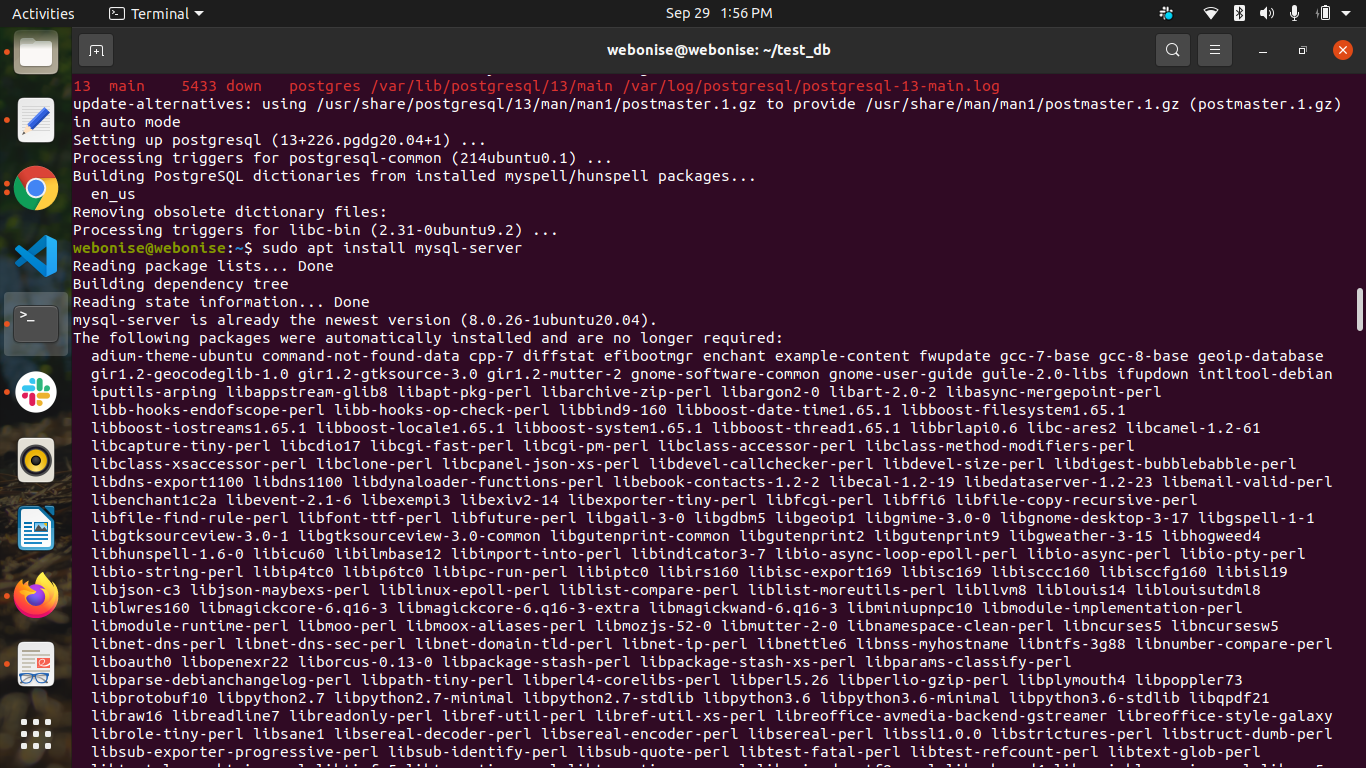 Activities
Terminal
Sep 29 1:56 PM
webonise@webonise: ~/test_db
13 main 5433 down postgres /var/lib/postgresql/13/main /var/log/postgresql/postgresql-13-main.log
update-alternatives: using /usr/share/postgresql/13/man/man1/postmaster.1.gz to provide /usr/share/man/man1/postmaster.1.gz (postmaster.1.gz)
in auto mode
Setting up postgresql (13+226.pgdg20.04+1) ...
Processing triggers for postgresql-common (214ubuntu0.1) ...
Building PostgreSQL dictionaries from installed myspell/hunspell packages...
en_us
Removing obsolete dictionary files:
Processing triggers for libc-bin (2.31-0ubuntu9.2) ...
webonise@webonise:~$ sudo apt install mysql-server
Reading package lists... Done
Building dependency tree
Reading state information... Done
mysql-server is already the newest version (8.0.26-1ubuntu20.04).
The following packages were automatically installed and are no longer required:
adium-theme-ubuntu command-not-found-data cpp-7 diffstat efibootmgr enchant example-content fwupdate gcc-7-base gcc-8-base geoip-database
gir1.2-geocodeglib-1.0 gir1.2-gtksource-3.0 gir1.2-mutter-2 gnome-software-common gnome-user-guide guile-2.0-libs ifupdown intltool-debian
iputils-arping libappstream-glib8 libapt-pkg-perl libarchive-zip-perl libargon2-0 libart-2.0-2 libasync-mergepoint-perl
libb-hooks-endofscope-perl libb-hooks-op-check-perl libbind9-160 libboost-date-time1.65.1 libboost-filesystem1.65.1
libboost-iostreams1.65.1 libboost-locale1.65.1 libboost-system1.65.1 libboost-thread1.65.1 libbrlapi0.6 libc-ares2 libcamel-1.2-61
libcapture-tiny-perl libcdio17 libcgi-fast-perl libcgi-pm-perl libclass-accessor-perl libclass-method-modifiers-perl
libclass-xsaccessor-perl libclone-perl libcpanel-json-xs-perl libdevel-callchecker-perl libdevel-size-perl libdigest-bubblebabble-perl
libdns-export1100 libdns1100 libdynaloader-functions-perl libebook-contacts-1.2-2 libecal-1.2-19 libedataserver-1.2-23 libemail-valid-perl
libenchant1c2a libevent-2.1-6 libexempi3 libexiv2-14 libexporter-tiny-perl libfcgi-perl libffi6 libfile-copy-recursive-perl
libfile-find-rule-perl libfont-ttf-perl libfuture-perl libgail-3-0 libgdbm5 libgeoip1 libgmime-3.0-0 libgnome-desktop-3-17 libgspell-1-1
libgtksourceview-3.0-1 libgtksourceview-3.0-common libgutenprint-common libgutenprint2 libgutenprint9 libgweather-3-15 libhogweed4
libhunspell-1.6-0 libicu60 libilmbase12 libimport-into-perl libindicator3-7 libio-async-loop-epoll-perl libio-async-perl libio-pty-perl
libio-string-perl libip4tc0 libip6tc0 libipc-run-perl libiptc0 libirs160 libisc-export169 libisc169 libisccc160 libisccfg160 libisl19
libjson-c3 libjson-maybexs-perl liblinux-epoll-perl liblist-compare-perl liblist-moreutils-perl libllvm8 liblouis14 liblouisutdml8
liblwres160 libmagickcore-6.q16-3 libmagickcore-6.q16-3-extra libmagickwand-6.q16-3 libminiupnpc10 libmodule-implementation-perl
libmodule-runtime-perl libmoo-perl libmoox-aliases-perl libmozjs-52-0 libmutter-2-0 libnamespace-clean-perl libncurses5 libncursesw5
libnet-dns-perl libnet-dns-sec-perl libnet-domain-tld-perl libnet-ip-perl libnettle6 libnss-myhostname libntfs-3g88 libnumber-compare-perl
liboauth0 libopenexr22 liborcus-0.13-0 libpackage-stash-perl libpackage-stash-xs-perl libparams-classify-perl
libparse-debianchangelog-perl libpath-tiny-perl libperl4-corelibs-perl libperl5.26 libperlio-gzip-perl libplymouth4 libpoppler73
libprotobuf10 libpython2.7 libpython2.7-minimal libpython2.7-stdlib libpython3.6 libpython3.6-minimal libpython3.6-stdlib libqpdf21
libraw16 libreadline7 libreadonly-perl libref-util-perl libref-util-xs-perl libreoffice-avmedia-backend-gstreamer libreoffice-style-galaxy
librole-tiny-perl libsane1 libsereal-decoder-perl libsereal-encoder-perl libsereal-perl libssl1.0.0 libstrictures-perl libstruct-dumb-perl
libsub-exporter-progressive-perl libsub-identify-perl libsub-quote-perl libtest-fatal-perl libtest-refcount-perl libtext-glob-perl